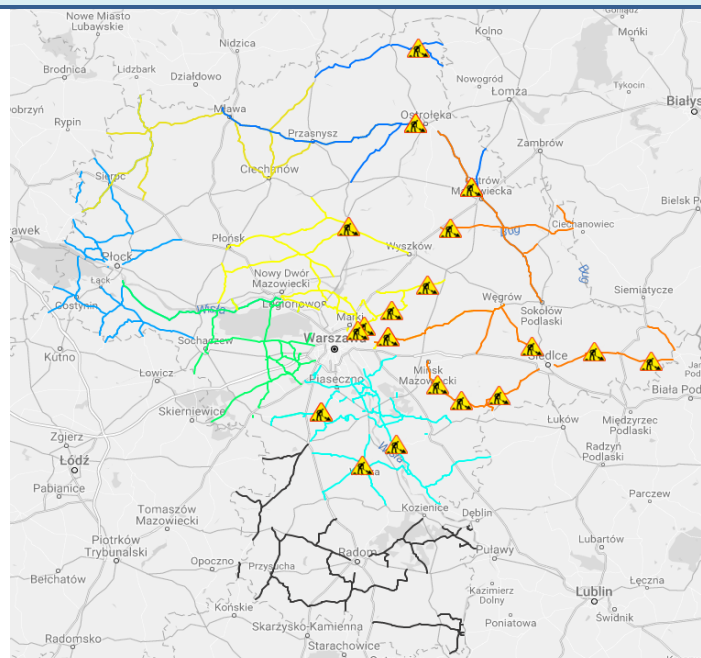 Nowe Miasto
Lubawskie
Kolno
Mońki
Nidzica
Brodnica
Lidzbark
Działdowo
Nowogród
Tykocin
Łomża
Białys
Rypin
Mława
Ostrołęka
Przasnysz
Zambrów
Sierpc
Ciechanów
Bielsk Po
Ciechanowiec
Bug
Płońsk
Wyszków
Płock
Łąck
Nowy Dwór
Mazowiecki
Bug
Siemiatycze
Gostynin
Wisła
Legionowo
Węgrów
Sokołów
Podlaski
Marki
Sochaczew
Warszawa
Kutno
Siedlce
Łowicz
Piaseczno
Mińsk
Mazowiecki
Biała Pod
Skierniewice
Łuków
Międzyrzec
Podlaski
Zgierz
Radzyń
Podlaski
Łódź
Pabianice
Parczew
Kozienice
Dęblin
Tomaszów
Mazowiecki
Lubartów
Piotrków
Trybunalski
Radom
Puławy
Opoczno
Przysucha
Bełchatów
Łęczna
Kazimierz
Dolny
Lublin
Końskie
Poniatowa
Świdnik
Skarżysko-Kamienna
Radomsko
Starachowice